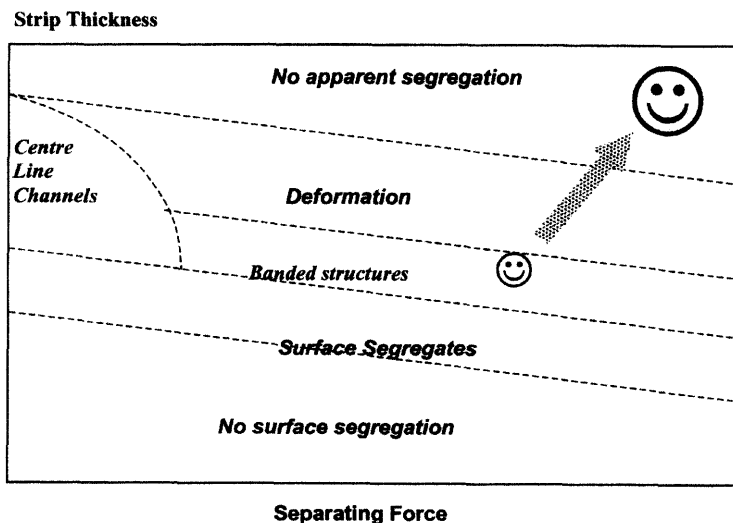 Strip Thickness
No apparent segregation
Centre
Line
Channels
Deformation
Banded structures
Surface Segregates
No surface segregation
Separating Force